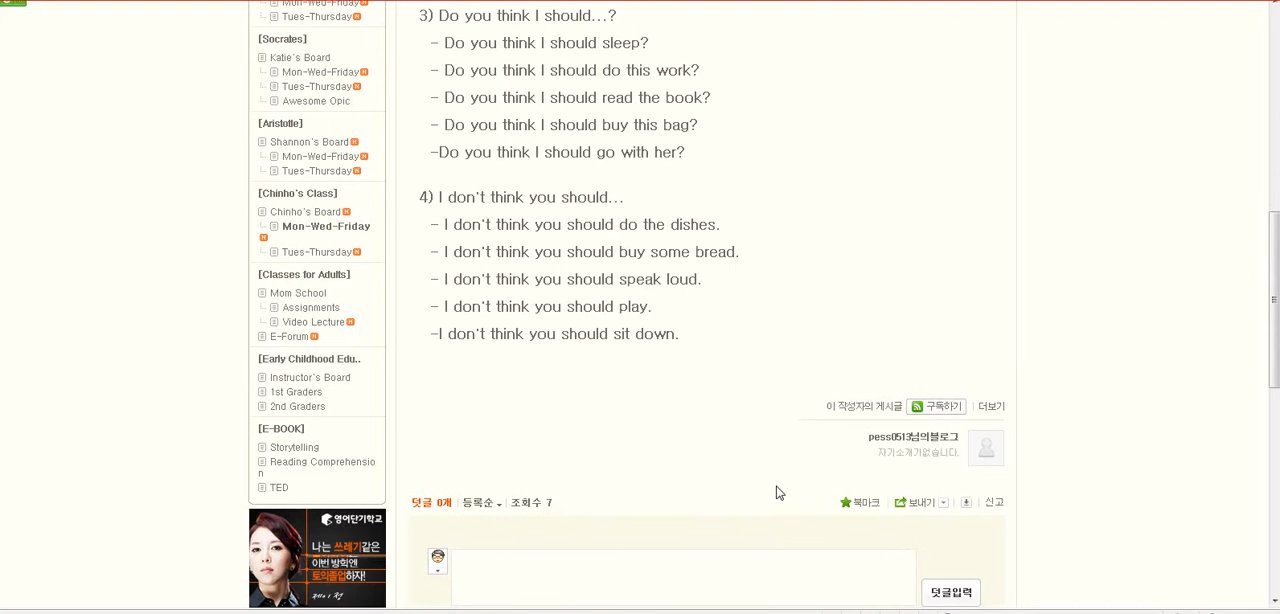 Mon-Wed-Friday
Tues-Thursday
[Socrates]
Katie's Board
Mon-Wed-Friday
Tues-Thursday
Awesome Opic
[Aristotle]
Shannon's Board
Mon-Wed-Friday
Tues-Thursday
[Chinho's Class]
Chinho's Board
Mon-Wed-Friday
Tues-Thursday
[Classes for Adults]
Mom School
Assignments
Video Lecture
E-Forum
[Early Childhood Edu..
Instructor's Board
1st Graders
2nd Graders
[E-BOOK]
Storytelling
Reading Comprehensio
n
TED
영어단기학교
나는 쓰레기같은
이번 방학엔
토익졸업하자!
3) Do you think I should...?
- Do you think I should sleep?
- Do you think I should do this work?
- Do you think I should read the book?
- Do you think I should buy this bag?
-Do you think I should go with her?
4) I don't think you should...
- I don't think you should do the dishes.
- I don't think you should buy some bread.
- I don't think you should speak loud.
- I don't think you should play.
-I don't think you should sit down.
이 작성자의 게시글 구독하기 더보기
pess0513님의블로그
자기소개가없습니다.
덧글 0개 등록순 조회수 7
북마크 보내기 신고
덧글입력